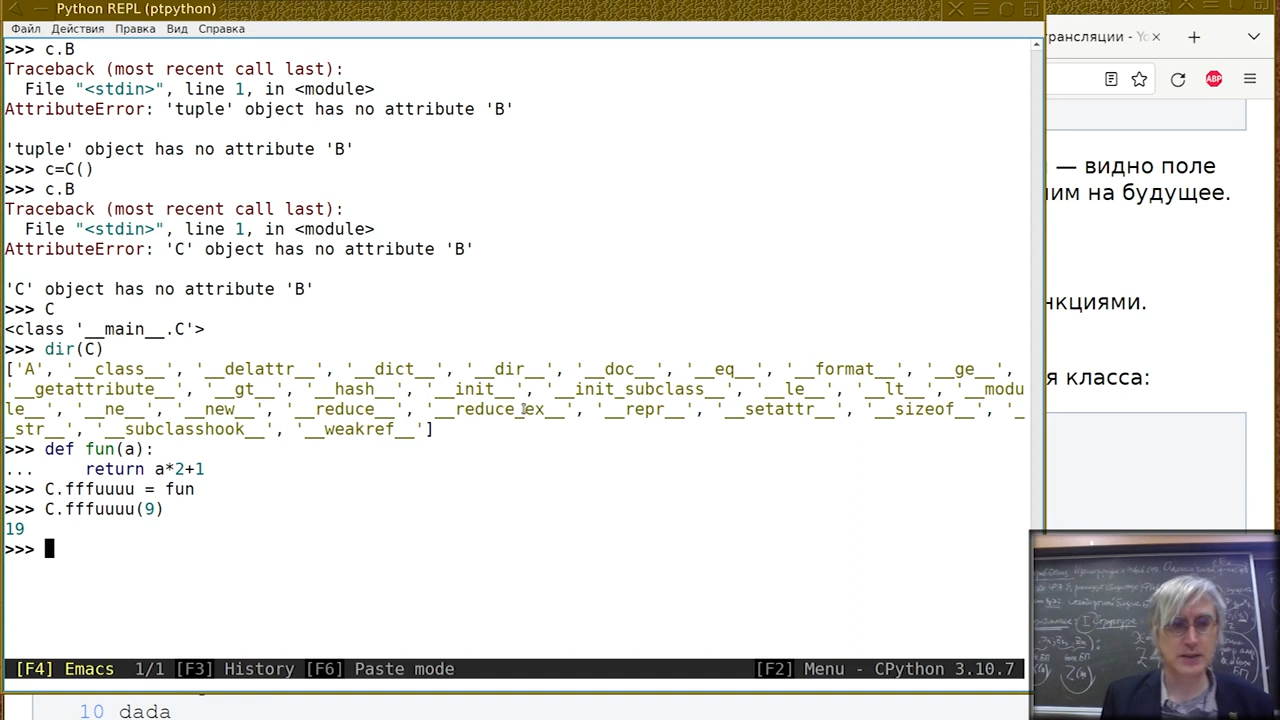 Python REPL (ptpython)
Файл Действия Правка Вид Справка
>>> c.B
Traceback (most recent call last):
  File "<stdin>", line 1, in <module>
AttributeError: 'tuple' object has no attribute 'B'
'tuple' object has no attribute 'B'
>>> c=C()
>>> c.B
Traceback (most recent call last):
  File "<stdin>", line 1, in <module>
AttributeError: 'C' object has no attribute 'B'
'C' object has no attribute 'B'
>>> C
<class '__main__.C'>
>>> dir(C)
['A', '__class__', '__delattr__', '__dict__', '__dir__', '__doc__', '__eq__', '__format__', '__ge__',
'__getattribute__', '__gt__', '__hash__', '__init__', '__init_subclass__', '__le__', '__lt__', '__modu
le__', '__ne__', '__new__', '__reduce__', '__reduce_ex__', '__repr__', '__setattr__', '__sizeof__', '_
_str__', '__subclasshook__', '__weakref__']
>>> def fun(a):
...     return a*2+1
>>> C.fffuuuu = fun
>>> C.fffuuuu(9)
19
>>>
[F4] Emacs 1/1 [F3] History [F6] Paste mode [F2] Menu - CPython 3.10.7
10 dada
рансляции - Yo
ABP
— видно поле
им на будущее.
нкциями.
я класса: